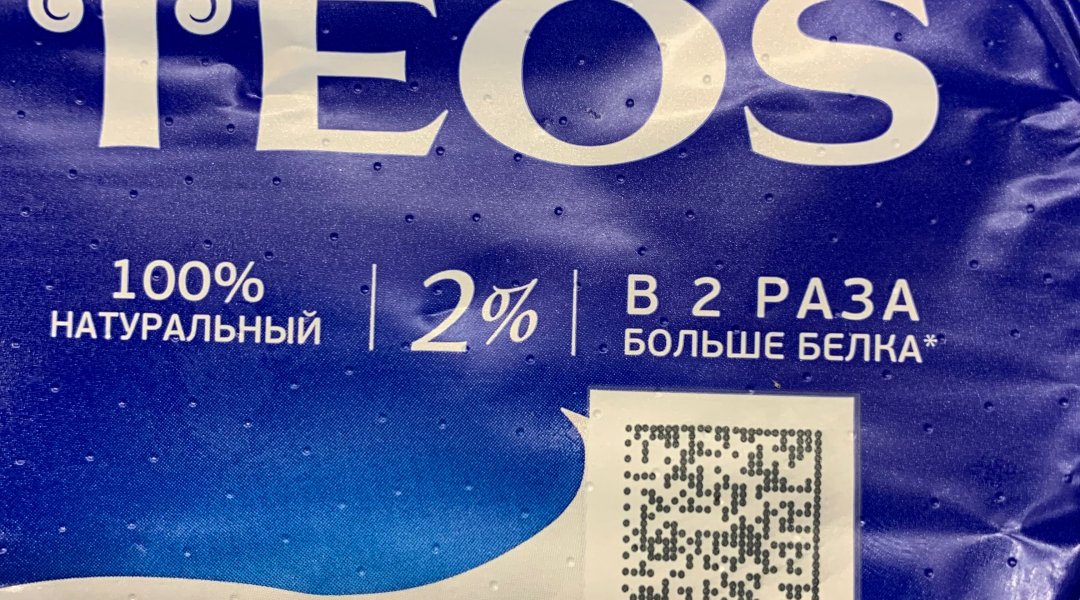 TEOS
100%
НАТУРАЛЬНЫЙ
2%
В 2 РАЗА
БОЛЬШЕ БЕЛКА*